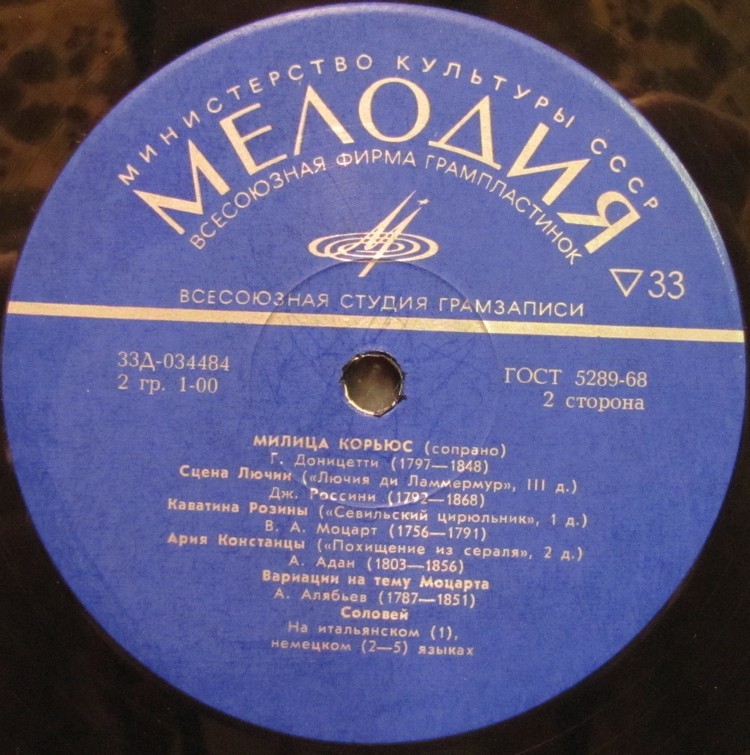 МИНИСТЕРСТВО КУЛЬТУРЫ СССР
МЕЛОДИЯ
ВСЕСОЮЗНАЯ ФИРМА ГРАМПЛАСТИНОК
▽33
ВСЕСОЮЗНАЯ СТУДИЯ ГРАМЗАПИСИ
33Д-034484
2 гр. 1-00
ГОСТ 5289-68
2 сторона
МИЛИЦА КОРЬЮС (сопрано)
Г. Доницетти (1797—1848)
Сцена Лючии («Лючия ди Ламмермур», III д.)
Дж. Россини (1792—1868)
Каватина Розины («Севильский цирюльник», 1 д.)
В. А. Моцарт (1756—1791)
Ария Констанцы («Похищение из сераля», 2 д.)
А. Адан (1803—1856)
Вариации на тему Моцарта
А. Алябьев (1787—1851)
Соловей
На итальянском (1),
немецком (2—5) языках